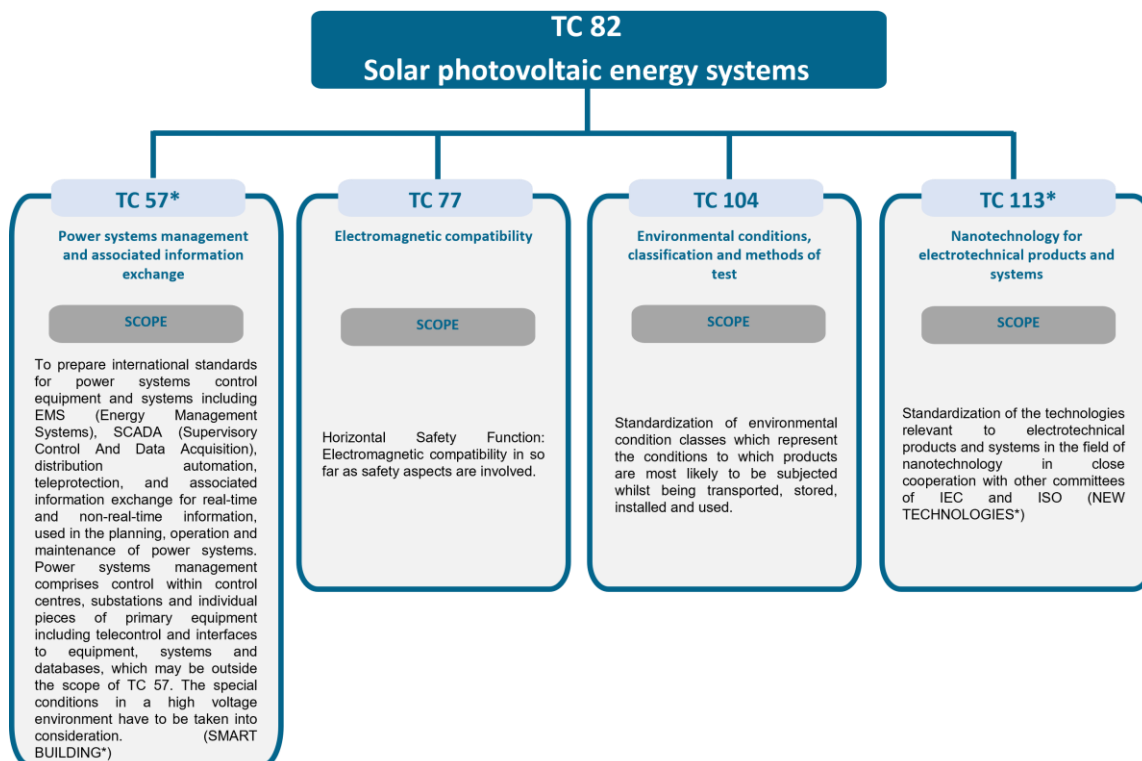 TC 82
Solar photovoltaic energy systems
TC 57*
Power systems management
and associated information
exchange
SCOPE
To prepare international standards
for power systems control
equipment and systems including
EMS (Energy Management
Systems), SCADA (Supervisory
Control And Data Acquisition),
distribution automation,
teleprotection, and associated
information exchange for real-time
and non-real-time information,
used in the planning, operation and
maintenance of power systems.
Power systems management
comprises control within control
centres, substations and individual
pieces of primary equipment
including telecontrol and interfaces
to equipment, systems and
databases, which may be outside
the scope of TC 57. The special
conditions in a high voltage
environment have to be taken into
consideration. (SMART
BUILDING*)
TC 77
Electromagnetic compatibility
SCOPE
Horizontal Safety Function:
Electromagnetic compatibility in so
far as safety aspects are involved.
TC 104
Environmental conditions,
classification and methods of
test
SCOPE
Standardization of environmental
condition classes which represent
the conditions to which products
are most likely to be subjected
whilst being transported, stored,
installed and used.
TC 113*
Nanotechnology for
electrotechnical products and
systems
SCOPE
Standardization of the technologies
relevant to electrotechnical
products and systems in the field of
nanotechnology in close
cooperation with other committees
of IEC and ISO (NEW
TECHNOLOGIES*)